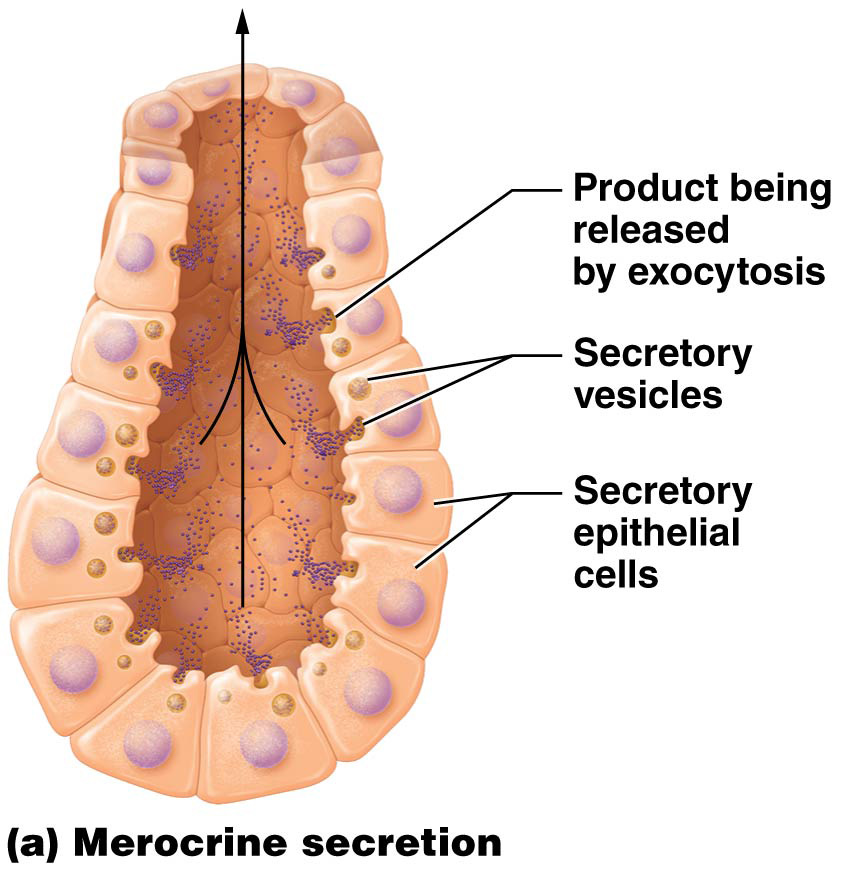 Product being
released
by exocytosis
Secretory
vesicles
Secretory
epithelial
cells
(a) Merocrine secretion